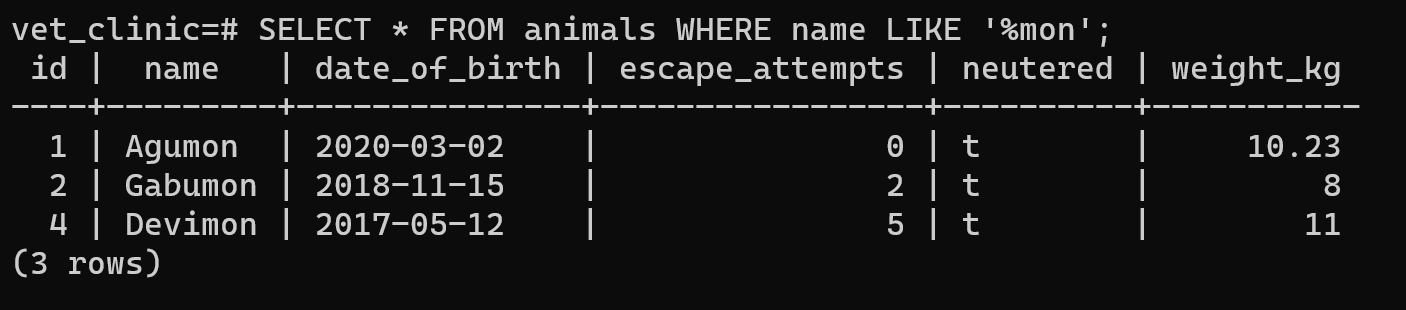 vet_clinic=# SELECT * FROM animals WHERE name LIKE '%mon';
 id |  name   | date_of_birth | escape_attempts | neutered | weight_kg
----+---------+---------------+-----------------+----------+-----------
  1 | Agumon  | 2020-03-02    |               0 | t        |     10.23
  2 | Gabumon | 2018-11-15    |               2 | t        |         8
  4 | Devimon | 2017-05-12    |               5 | t        |        11
(3 rows)